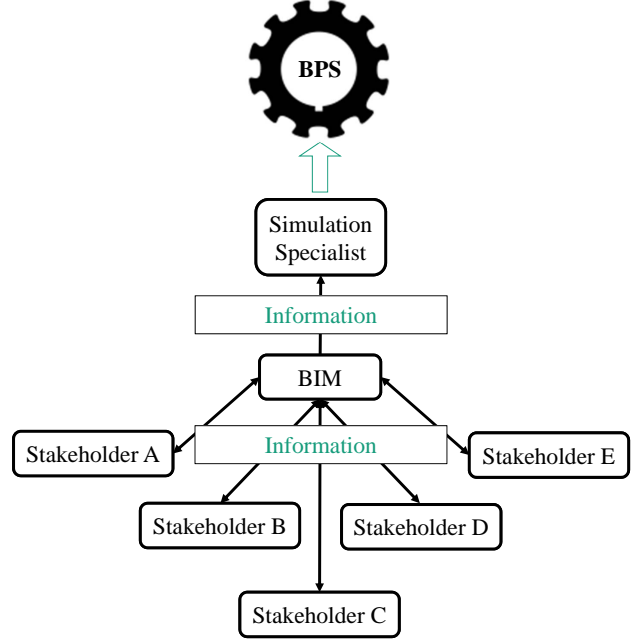 BPS
Simulation
Specialist
Information
BIM
Stakeholder A
Information
Stakeholder E
Stakeholder B
Stakeholder D
Stakeholder C